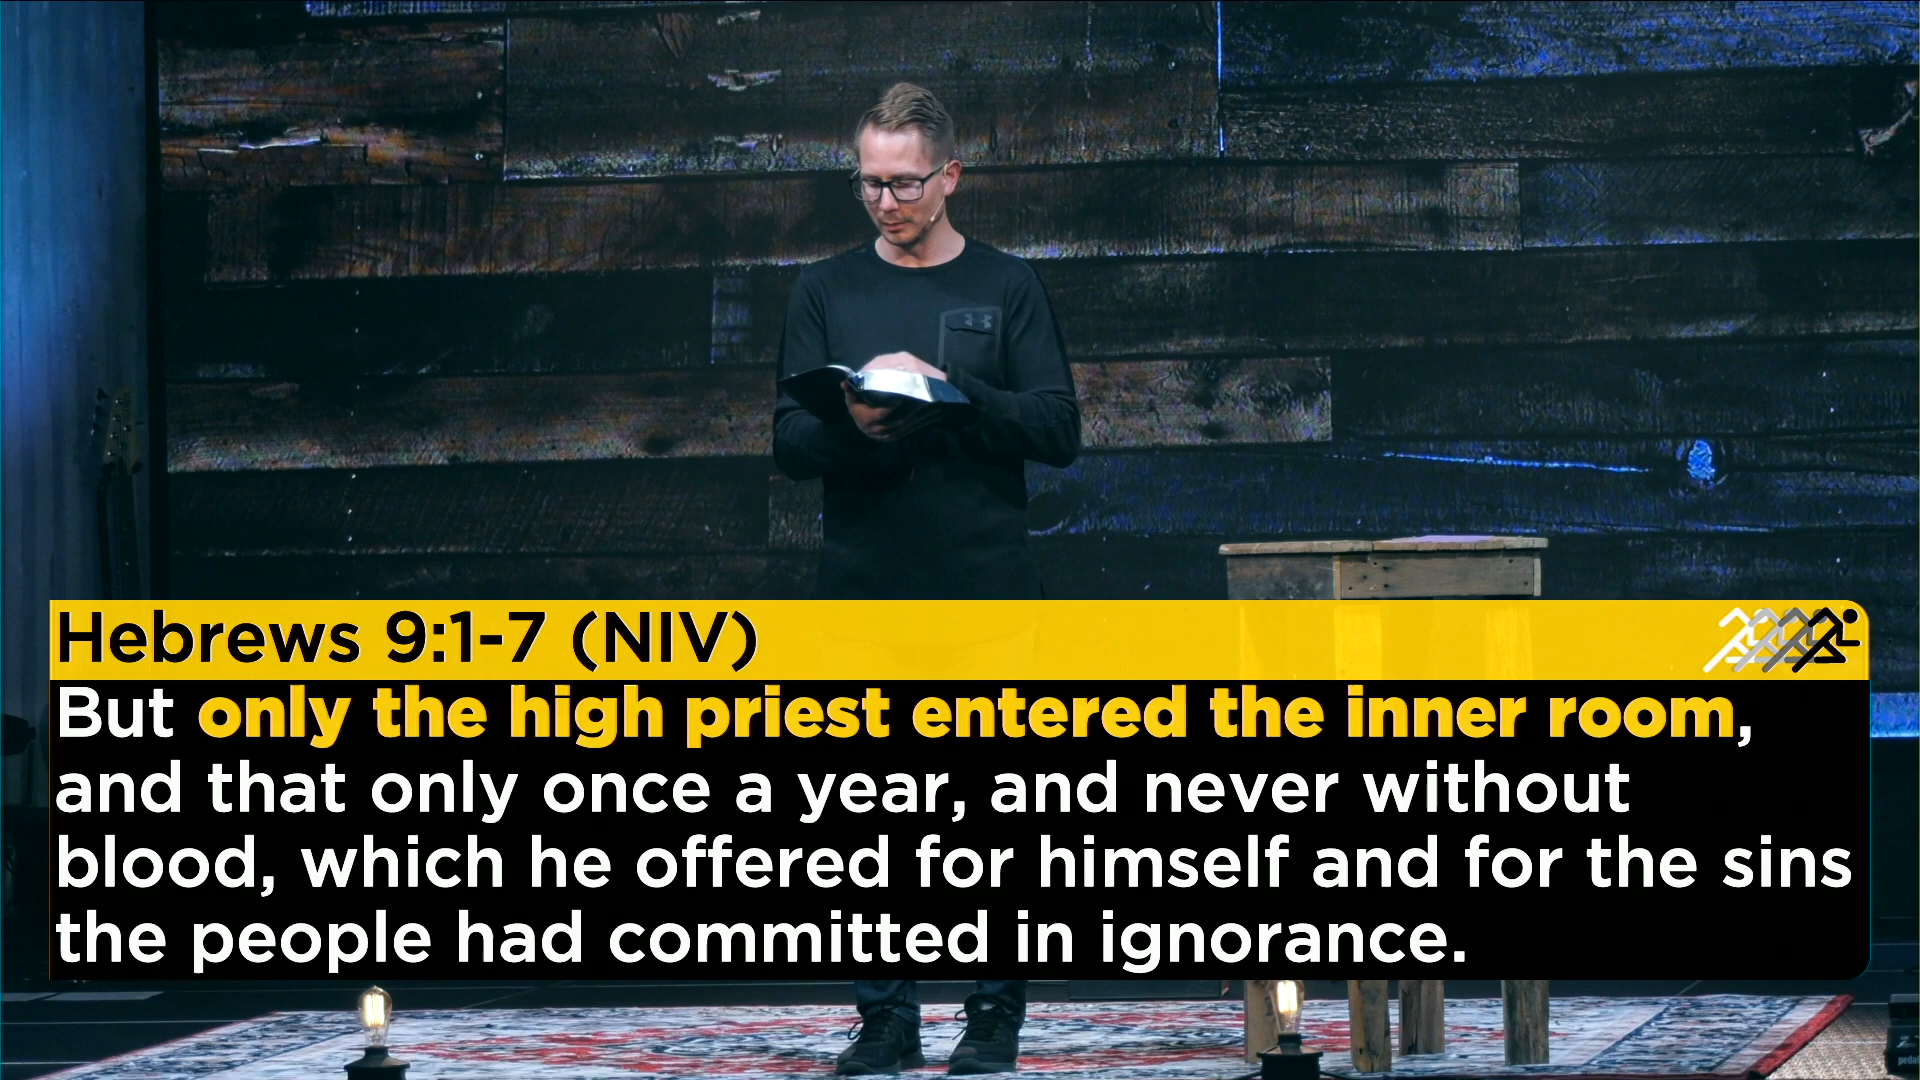 Hebrews 9:1-7 (NIV)
But only the high priest entered the inner room,
and that only once a year, and never without
blood, which he offered for himself and for the sins
the people had committed in ignorance.